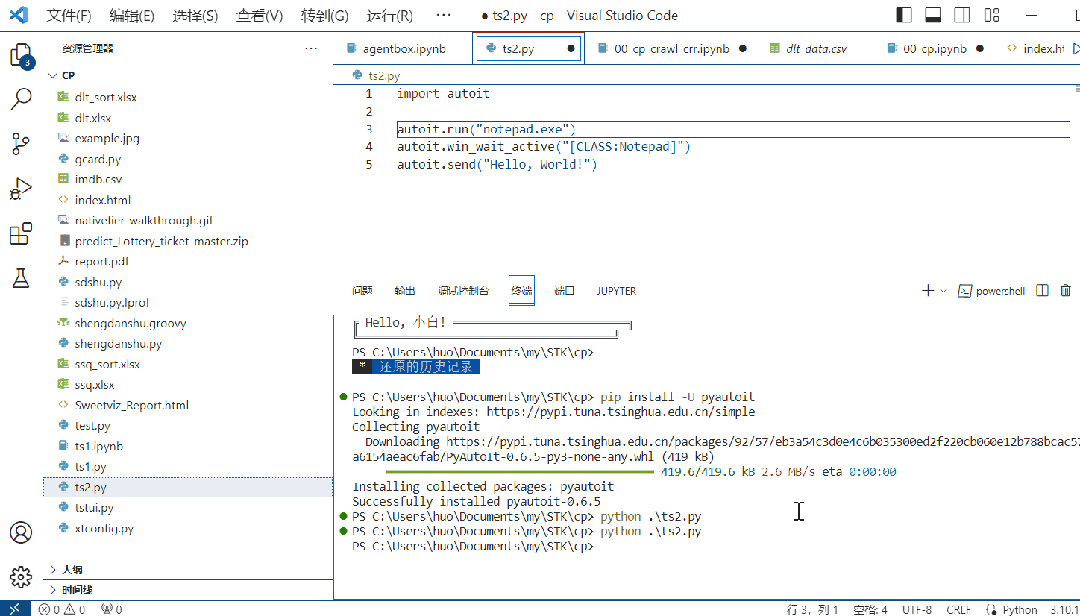 文件(F) 编辑(E) 选择(S) 查看(V) 转到(G) 运行(R) ··· ● ts2.py cp Visual Studio Code
资源管理器 ···
agentbox.ipynb ts2.py ● 00_cp_crawl_crr.ipynb ● dlt_data.csv 00_cp.ipynb ● index.ht
3
CP
dlt_sort.xlsx
dlt.xlsx
example.jpg
gcard.py
imdb.csv
index.html
nativefier-walkthrough.gif
predict_Lottery_ticket-master.zip
report.pdf
sdshu.py
sdshu.py.lprof
shengdanshu.groovy
shengdanshu.py
ssq_sort.xlsx
ssq.xlsx
Sweetviz_Report.html
test.py
ts1.ipynb
ts1.py
ts2.py
tstui.py
xtconfig.py
大纲
时间线
ts2.py
1 import autoit
2
3 autoit.run("notepad.exe")
4 autoit.win_wait_active("[CLASS:Notepad]")
5 autoit.send("Hello, World!")
问题 输出 调试控制台 终端 端口 JUPYTER
powershell
Hello, 小白!
PS C:\Users\huo\Documents\my\STK\cp>
* 还原的历史记录
PS C:\Users\huo\Documents\my\STK\cp> pip install -U pyautoit
Looking in indexes: https://pypi.tuna.tsinghua.edu.cn/simple
Collecting pyautoit
Downloading https://pypi.tuna.tsinghua.edu.cn/packages/92/57/eb3a54c3d0e4c6b035300ed2f220cb060e12b788bcac57
a6154aeac6fab/PyAutoIt-0.6.5-py3-none-any.whl (419 kB)
419.6/419.6 kB 2.6 MB/s eta 0:00:00
Installing collected packages: pyautoit
Successfully installed pyautoit-0.6.5
PS C:\Users\huo\Documents\my\STK\cp> python .\ts2.py
PS C:\Users\huo\Documents\my\STK\cp> python .\ts2.py
PS C:\Users\huo\Documents\my\STK\cp>
0 0 0 行 3，列 1 空格: 4 UTF-8 CRLF Python 3.10.1